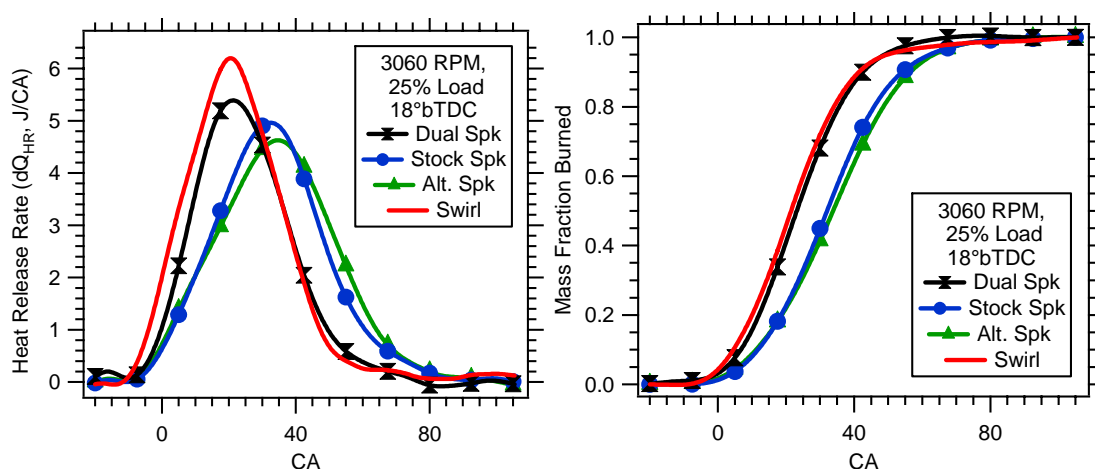 Heat Release Rate (dQHR, J/CA)
6
5
4
3
2
1
0
3060 RPM,
25% Load
18°bTDC
Dual Spk
Stock Spk
Alt. Spk
Swirl
0 40 80
CA
Mass Fraction Burned
1.0
0.8
0.6
0.4
0.2
0.0
3060 RPM,
25% Load
18°bTDC
Dual Spk
Stock Spk
Alt. Spk
Swirl
0 40 80
CA